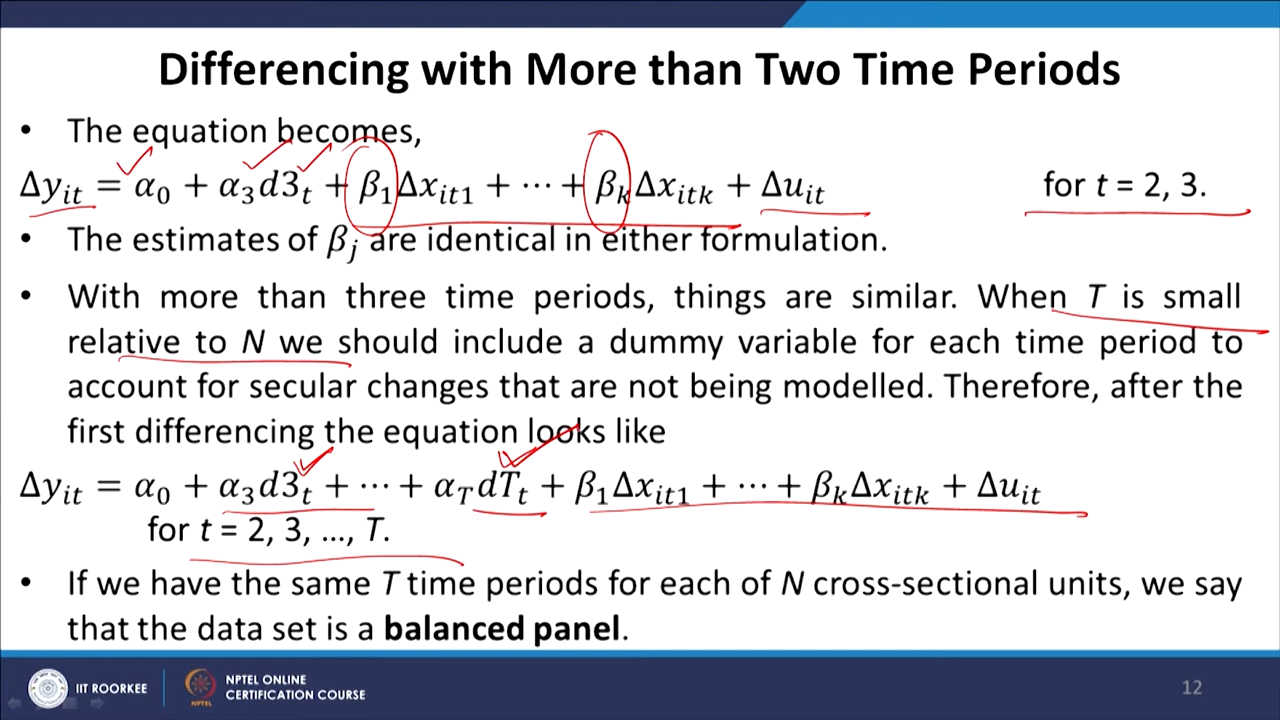 Differencing with More than Two Time Periods
• The equation becomes,
Δy_it = α_0 + α_3d3_t + β_1Δx_it1 + ⋯ + β_kΔx_itk + Δu_it for t = 2, 3.
• The estimates of β_j are identical in either formulation.
• With more than three time periods, things are similar. When T is small
relative to N we should include a dummy variable for each time period to
account for secular changes that are not being modelled. Therefore, after the
first differencing the equation looks like
Δy_it = α_0 + α_3d3_t + ⋯ + α_TdT_t + β_1Δx_it1 + ⋯ + β_kΔx_itk + Δu_it
for t = 2, 3, ..., T.
• If we have the same T time periods for each of N cross-sectional units, we say
that the data set is a balanced panel.
IIT ROORKEE
NPTEL
NPTEL ONLINE
CERTIFICATION COURSE
12